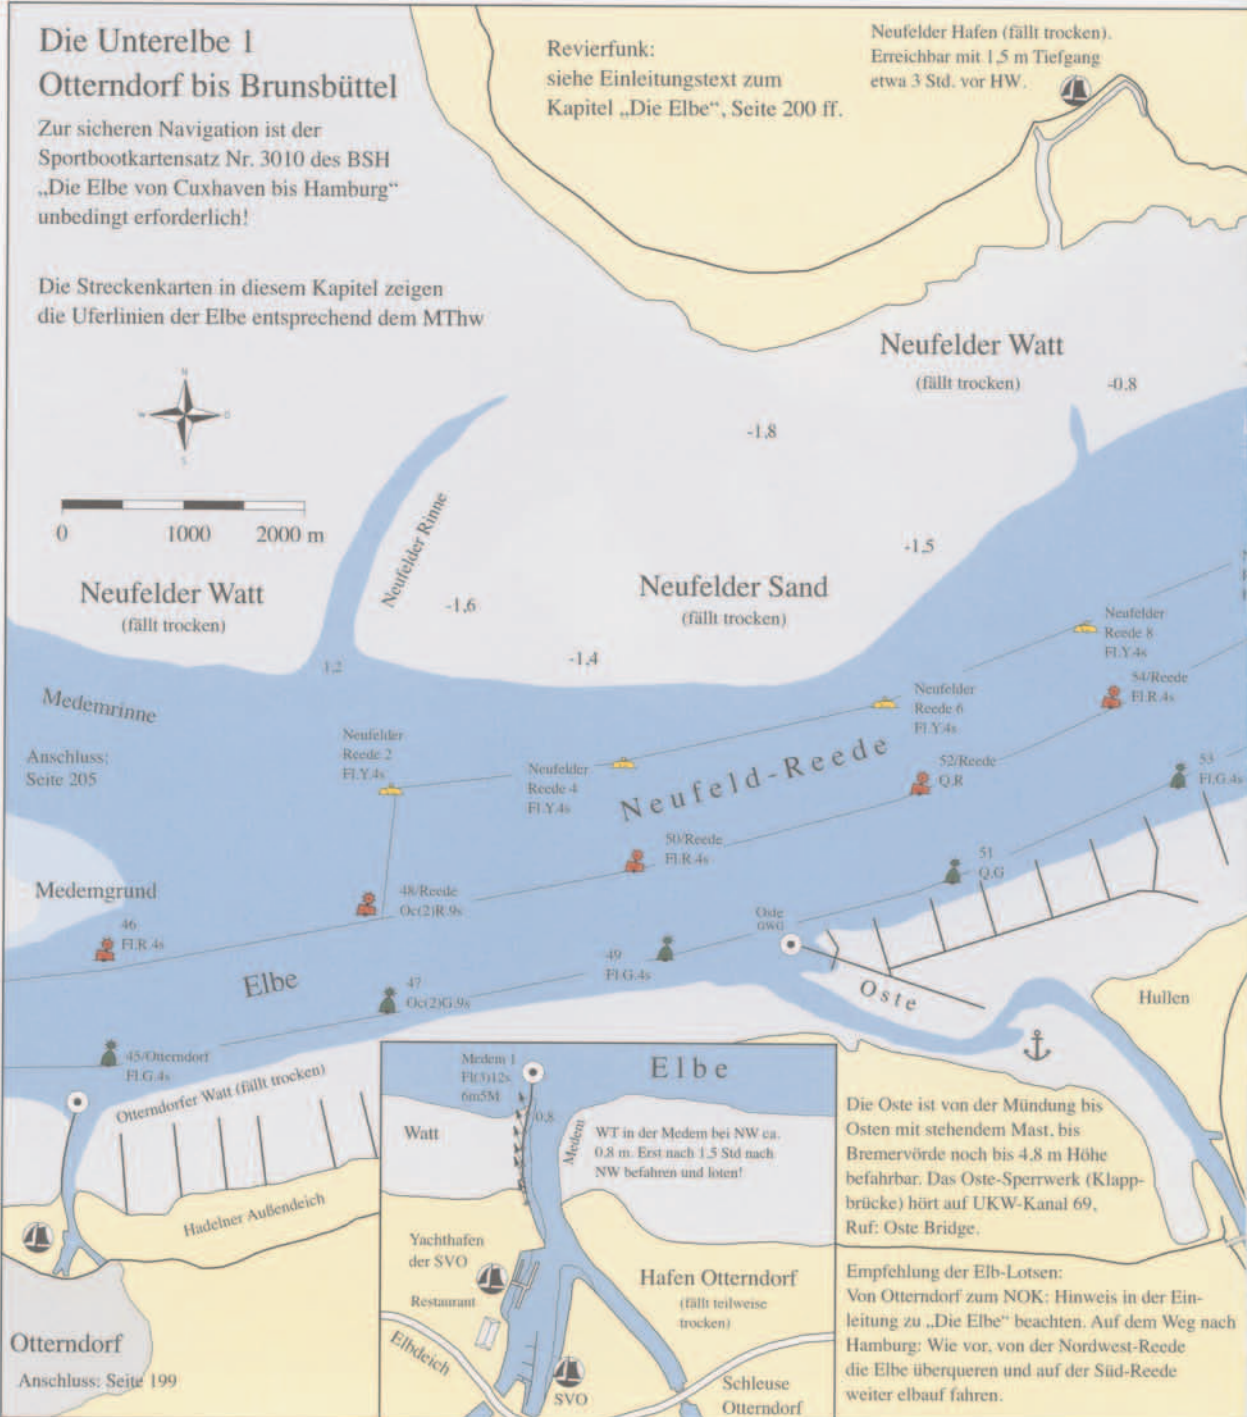 Die Unterelbe 1
Otterndorf bis Brunsbüttel
Zur sicheren Navigation ist der
Sportbootkartensatz Nr. 3010 des BSH
„Die Elbe von Cuxhaven bis Hamburg“
unbedingt erforderlich!
Die Streckenkarten in diesem Kapitel zeigen
die Uferlinien der Elbe entsprechend dem MThw
Revierfunk:
siehe Einleitungstext zum
Kapitel „Die Elbe“, Seite 200 ff.
Neufelder Hafen (fällt trocken).
Erreichbar mit 1,5 m Tiefgang
etwa 3 Std. vor HW.
N
W
O
S
0 1000 2000 m
Neufelder Watt
(fällt trocken)
-0.8
-1.8
-1.5
Neufelder Rinne
Neufelder Watt
(fällt trocken)
-1,6
Neufelder Sand
(fällt trocken)
-1.4
1,2
Medemrinne
Anschluss:
Seite 205
Neufelder
Reede 2
Fl.Y.4s
Neufelder
Reede 4
Fl.Y.4s
Neufelder
Reede 6
Fl.Y.4s
Neufelder
Reede 8
Fl.Y.4s
54/Reede
Fl.R.4s
Neufeld-Reede
52/Reede
Q.R
53
Fl.G.4s
50/Reede
Fl.R.4s
51
Q.G
Medemgrund
46
Fl.R.4s
48/Reede
Oc(2)R.9s
Oste
GWG
49
Fl.G.4s
Elbe
47
Oc(2)G.9s
Oste
Hullen
45/Otterndorf
Fl.G.4s
Otterndorfer Watt (fällt trocken)
Hadelner Außendeich
Otterndorf
Anschluss: Seite 199
Medem 1
Fl(3)12s
6m5M
Elbe
0,8
Watt
Medem
WT in der Medem bei NW ca.
0.8 m. Erst nach 1,5 Std nach
NW befahren und loten!
Yachthafen
der SVO
Restaurant
Hafen Otterndorf
(fällt teilweise
trocken)
Elbdeich
SVO
Schleuse
Otterndorf
Die Oste ist von der Mündung bis
Osten mit stehendem Mast, bis
Bremervörde noch bis 4,8 m Höhe
befahrbar. Das Oste-Sperrwerk (Klapp-
brücke) hört auf UKW-Kanal 69,
Ruf: Oste Bridge.
Empfehlung der Elb-Lotsen:
Von Otterndorf zum NOK: Hinweis in der Ein-
leitung zu „Die Elbe“ beachten. Auf dem Weg nach
Hamburg: Wie vor, von der Nordwest-Reede
die Elbe überqueren und auf der Süd-Reede
weiter elbauf fahren.